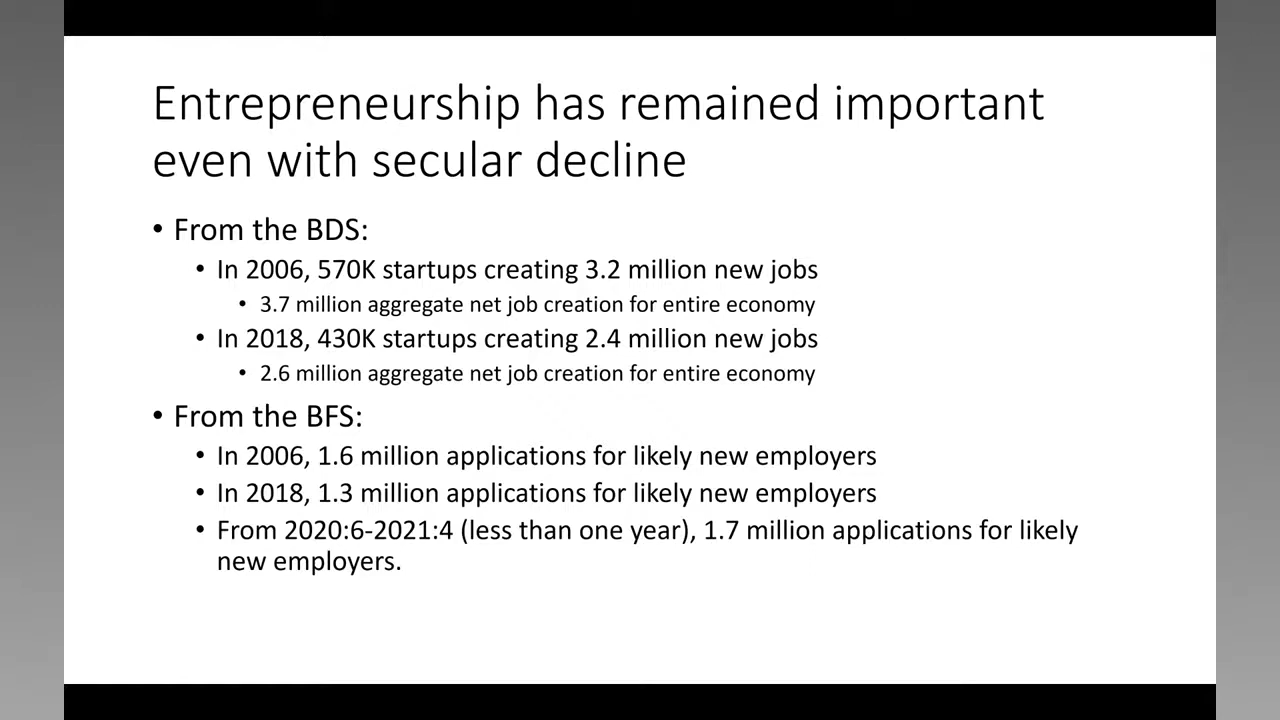 Entrepreneurship has remained important
even with secular decline
• From the BDS:
• In 2006, 570K startups creating 3.2 million new jobs
• 3.7 million aggregate net job creation for entire economy
• In 2018, 430K startups creating 2.4 million new jobs
• 2.6 million aggregate net job creation for entire economy
• From the BFS:
• In 2006, 1.6 million applications for likely new employers
• In 2018, 1.3 million applications for likely new employers
• From 2020:6-2021:4 (less than one year), 1.7 million applications for likely
new employers.